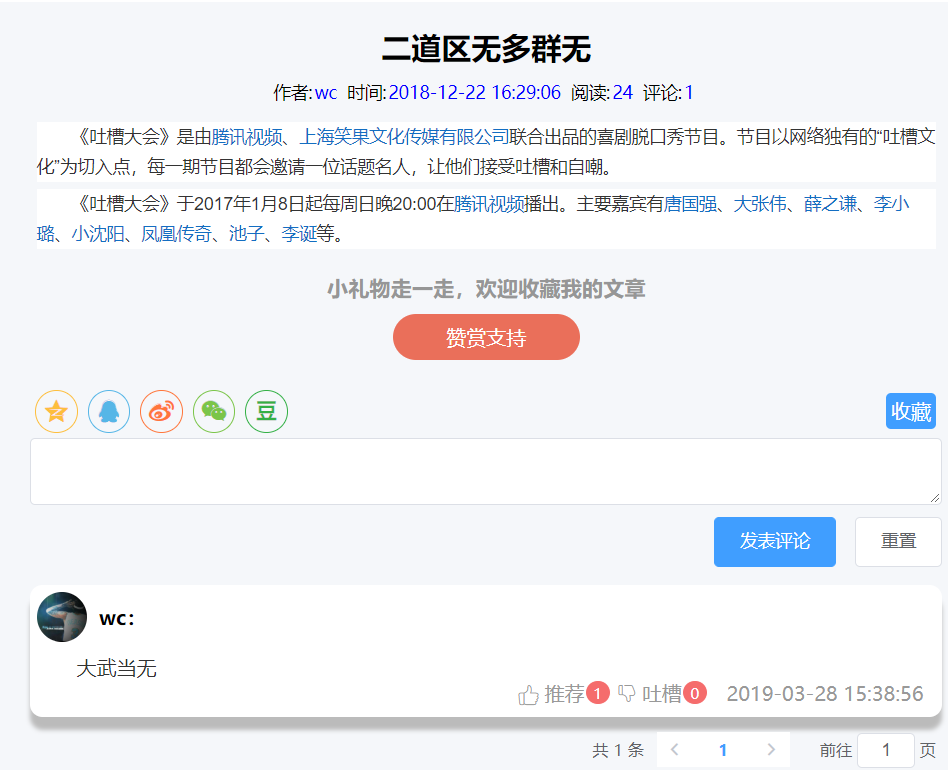 二道区无多群无
作者:wc 时间:2018-12-22 16:29:06 阅读:24 评论:1
《吐槽大会》是由腾讯视频、上海笑果文化传媒有限公司联合出品的喜剧脱口秀节目。节目以网络独有的“吐槽文
化”为切入点，每一期节目都会邀请一位话题名人，让他们接受吐槽和自嘲。
《吐槽大会》于2017年1月8日起每周日晚20:00在腾讯视频播出。主要嘉宾有唐国强、大张伟、薛之谦、李小
璐、小沈阳、凤凰传奇、池子、李诞等。
小礼物走一走，欢迎收藏我的文章
赞赏支持
豆
收藏
发表评论 重置
wc：
大武当无
推荐 1 吐槽 0 2019-03-28 15:38:56
共 1 条 1 前往 1 页